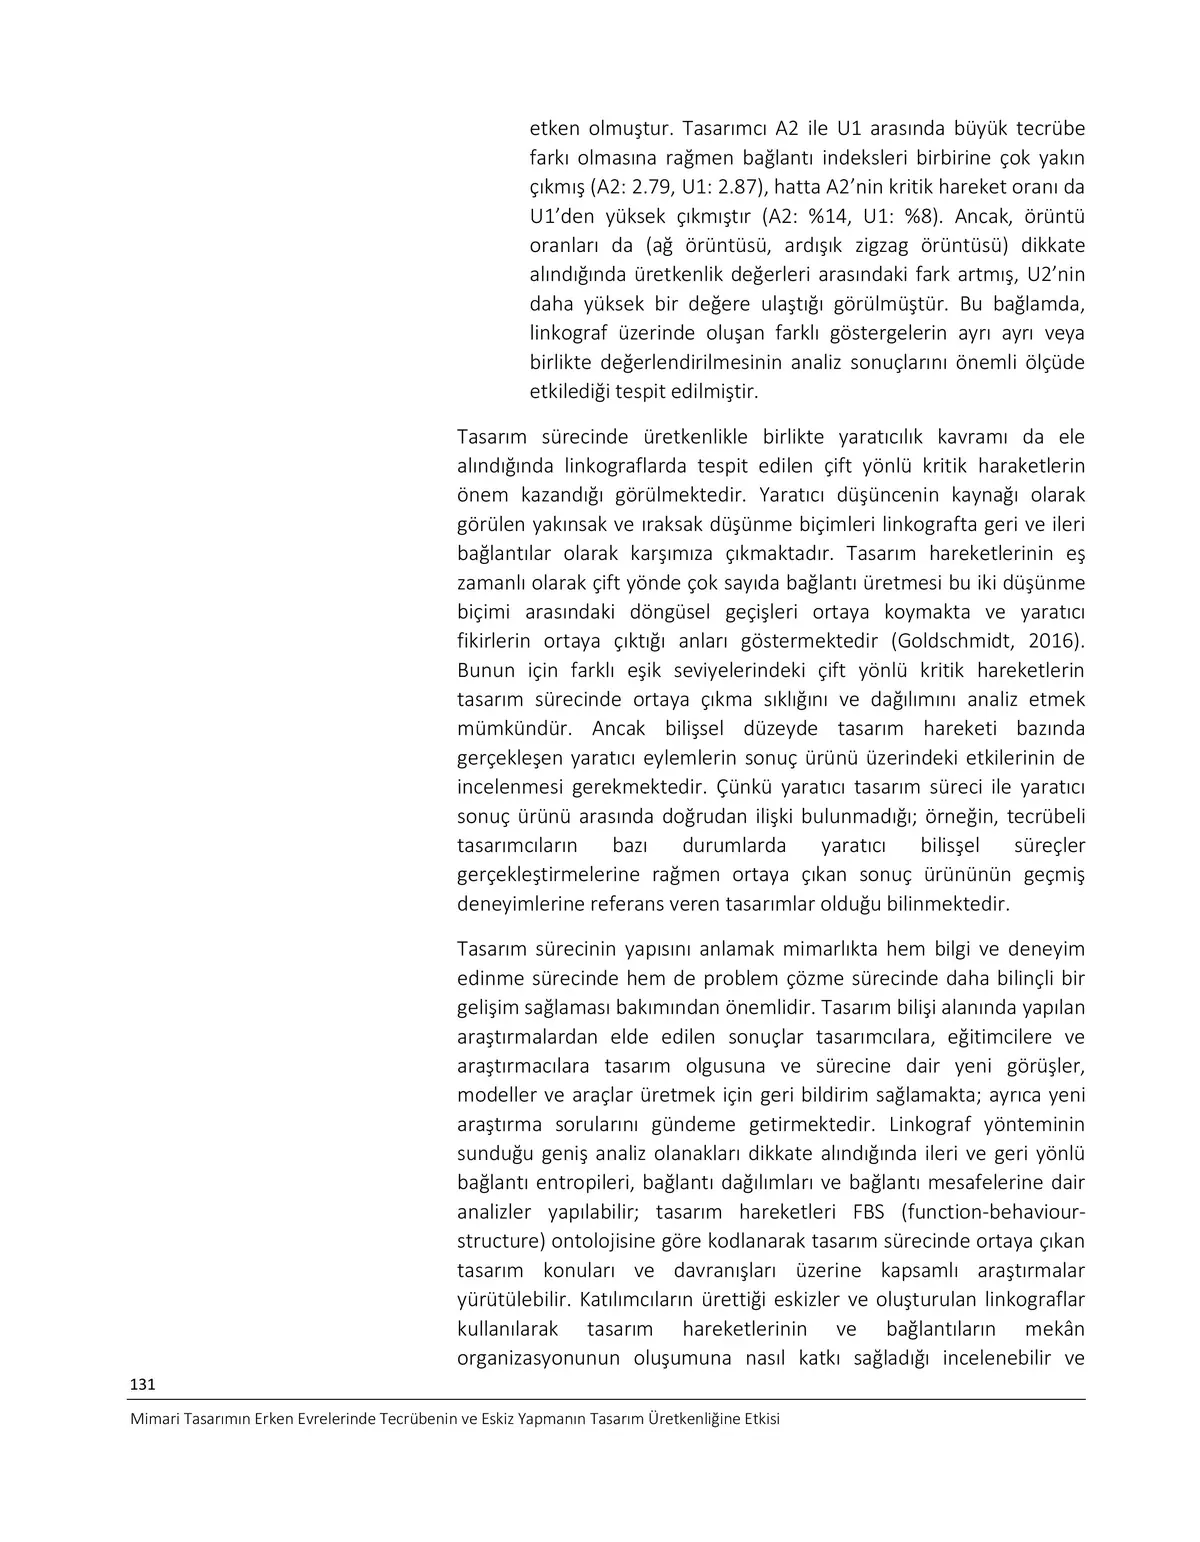 etken olmuştur. Tasarımcı A2 ile U1 arasında büyük tecrübe
farkı olmasına rağmen bağlantı indeksleri birbirine çok yakın
çıkmış (A2: 2.79, U1: 2.87), hatta A2’nin kritik hareket oranı da
U1’den yüksek çıkmıştır (A2: %14, U1: %8). Ancak, örüntü
oranları da (ağ örüntüsü, ardışık zigzag örüntüsü) dikkate
alındığında üretkenlik değerleri arasındaki fark artmış, U2’nin
daha yüksek bir değere ulaştığı görülmüştür. Bu bağlamda,
linkograf üzerinde oluşan farklı göstergelerin ayrı ayrı veya
birlikte değerlendirilmesinin analiz sonuçlarını önemli ölçüde
etkilediği tespit edilmiştir.
Tasarım sürecinde üretkenlikle birlikte yaratıcılık kavramı da ele
alındığında linkograflarda tespit edilen çift yönlü kritik haraketlerin
önem kazandığı görülmektedir. Yaratıcı düşüncenin kaynağı olarak
görülen yakınsak ve ıraksak düşünme biçimleri linkografta geri ve ileri
bağlantılar olarak karşımıza çıkmaktadır. Tasarım hareketlerinin eş
zamanlı olarak çift yönde çok sayıda bağlantı üretmesi bu iki düşünme
biçimi arasındaki döngüsel geçişleri ortaya koymakta ve yaratıcı
fikirlerin ortaya çıktığı anları göstermektedir (Goldschmidt, 2016).
Bunun için farklı eşik seviyelerindeki çift yönlü kritik hareketlerin
tasarım sürecinde ortaya çıkma sıklığını ve dağılımını analiz etmek
mümkündür. Ancak bilişsel düzeyde tasarım hareketi bazında
gerçekleşen yaratıcı eylemlerin sonuç ürünü üzerindeki etkilerinin de
incelenmesi gerekmektedir. Çünkü yaratıcı tasarım süreci ile yaratıcı
sonuç ürünü arasında doğrudan ilişki bulunmadığı; örneğin, tecrübeli
tasarımcıların bazı durumlarda yaratıcı bilişsel süreçler
gerçekleştirmelerine rağmen ortaya çıkan sonuç ürününün geçmiş
deneyimlerine referans veren tasarımlar olduğu bilinmektedir.
Tasarım sürecinin yapısını anlamak mimarlıkta hem bilgi ve deneyim
edinme sürecinde hem de problem çözme sürecinde daha bilinçli bir
gelişim sağlaması bakımından önemlidir. Tasarım bilişi alanında yapılan
araştırmalardan elde edilen sonuçlar tasarımcılara, eğitimcilere ve
araştırmacılara tasarım olgusuna ve sürecine dair yeni görüşler,
modeller ve araçlar üretmek için geri bildirim sağlamakta; ayrıca yeni
araştırma sorularını gündeme getirmektedir. Linkograf yönteminin
sunduğu geniş analiz olanakları dikkate alındığında ileri ve geri yönlü
bağlantı entropileri, bağlantı dağılımları ve bağlantı mesafelerine dair
analizler yapılabilir; tasarım hareketleri FBS (function-behaviour-
structure) ontolojisine göre kodlanarak tasarım sürecinde ortaya çıkan
tasarım konuları ve davranışları üzerine kapsamlı araştırmalar
yürütülebilir. Katılımcıların ürettiği eskizler ve oluşturulan linkograflar
kullanılarak tasarım hareketlerinin ve bağlantıların mekân
organizasyonunun oluşumuna nasıl katkı sağladığı incelenebilir ve
131
Mimari Tasarımın Erken Evrelerinde Tecrübenin ve Eskiz Yapmanın Tasarım Üretkenliğine Etkisi